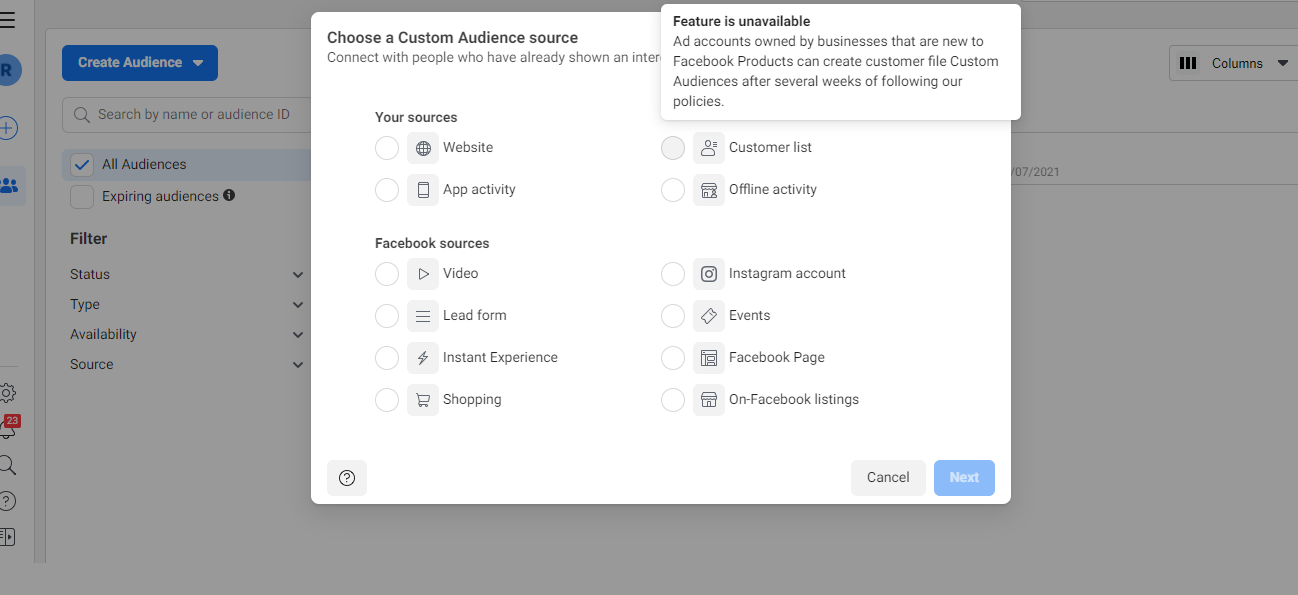 Feature is unavailable
Ad accounts owned by businesses that are new to
Facebook Products can create customer file Custom
Audiences after several weeks of following our
policies.
Choose a Custom Audience source
Connect with people who have already shown an inter
R
Create Audience
Columns
Search by name or audience ID
Your sources
Website
Customer list
All Audiences
/07/2021
App activity
Offline activity
Expiring audiences
Filter
Facebook sources
Status
Video
Instagram account
Type
Lead form
Events
Availability
Instant Experience
Facebook Page
Source
Shopping
On-Facebook listings
23
Cancel
Next